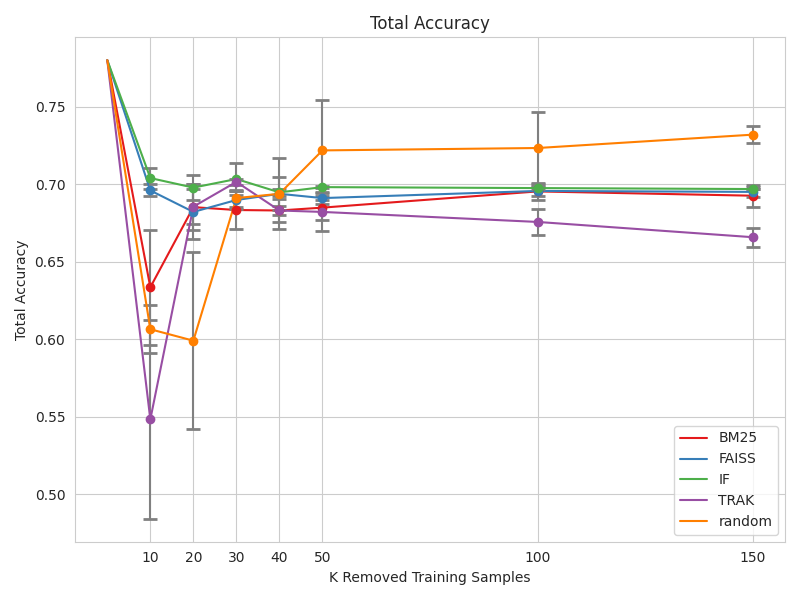 Total Accuracy
Total Accuracy
0.75
0.70
0.65
0.60
0.55
0.50
10 20 30 40 50 100 150
K Removed Training Samples
BM25
FAISS
IF
TRAK
random